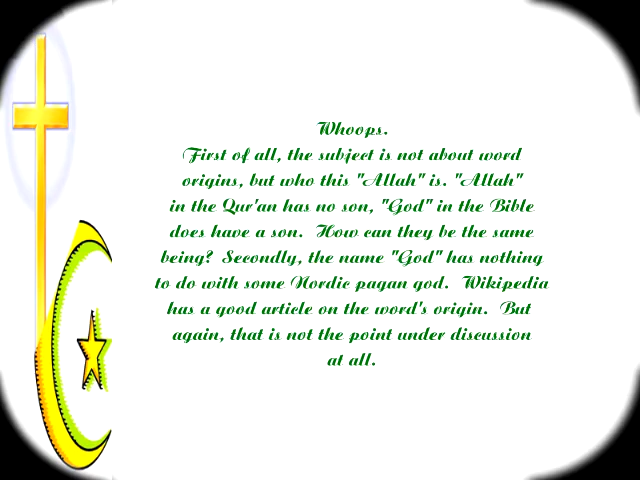 Whoops.
First of all, the subject is not about word
origins, but who this "Allah" is. "Allah"
in the Qur'an has no son, "God" in the Bible
does have a son. How can they be the same
being? Secondly, the name "God" has nothing
to do with some Nordic pagan god. Wikipedia
has a good article on the word's origin. But
again, that is not the point under discussion
at all.